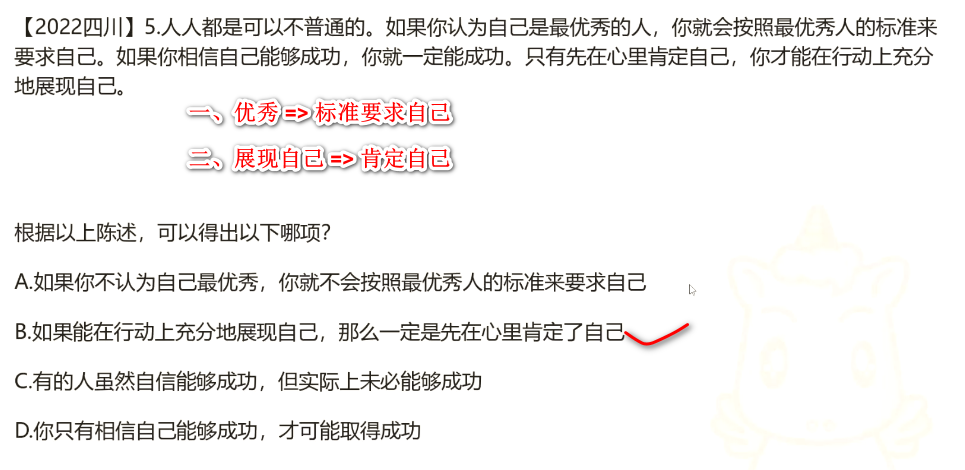 【2022四川】5.人人都是可以不普通的。如果你认为自己是最优秀的人，你就会按照最优秀人的标准来
要求自己。如果你相信自己能够成功，你就一定能成功。只有先在心里肯定自己，你才能在行动上充分
地展现自己。
一、优秀 => 标准要求自己
二、展现自己 => 肯定自己
根据以上陈述，可以得出以下哪项?
A.如果你不认为自己最优秀，你就不会按照最优秀人的标准来要求自己
B.如果能在行动上充分地展现自己，那么一定是先在心里肯定了自己
C.有的人虽然自信能够成功，但实际上未必能够成功
D.你只有相信自己能够成功，才可能取得成功